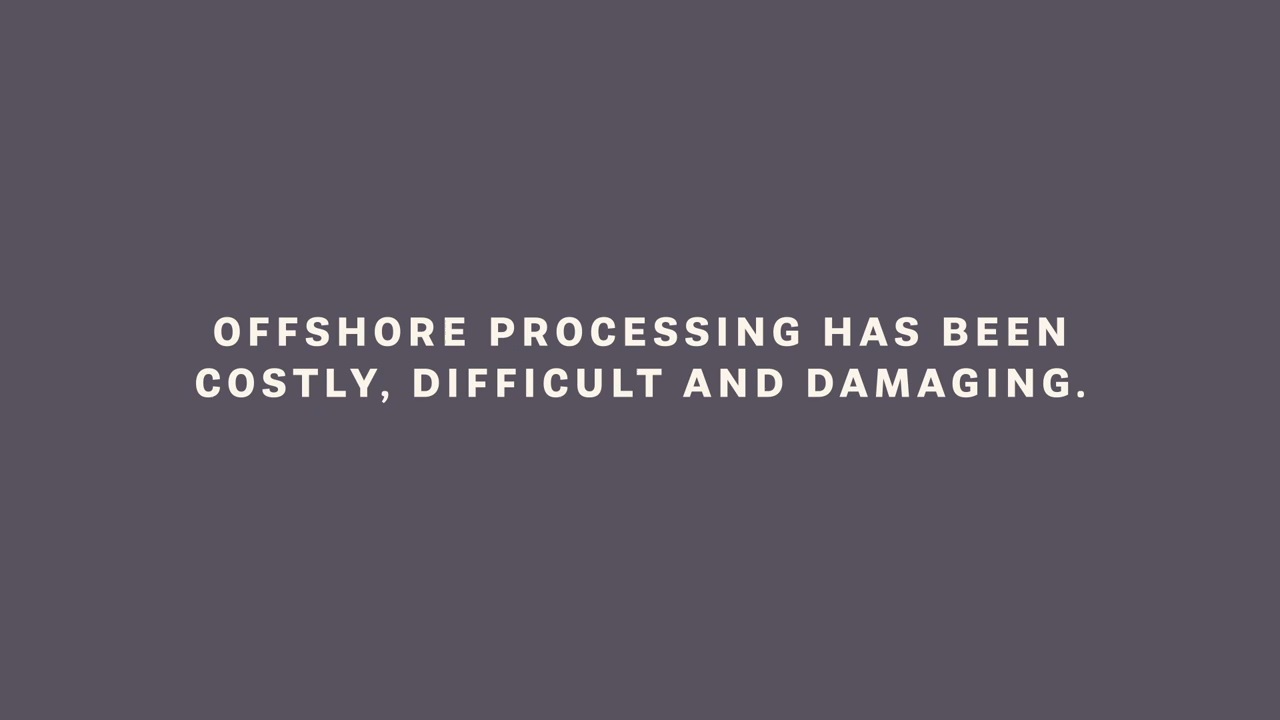 OFFSHORE PROCESSING HAS BEEN
COSTLY, DIFFICULT AND DAMAGING.